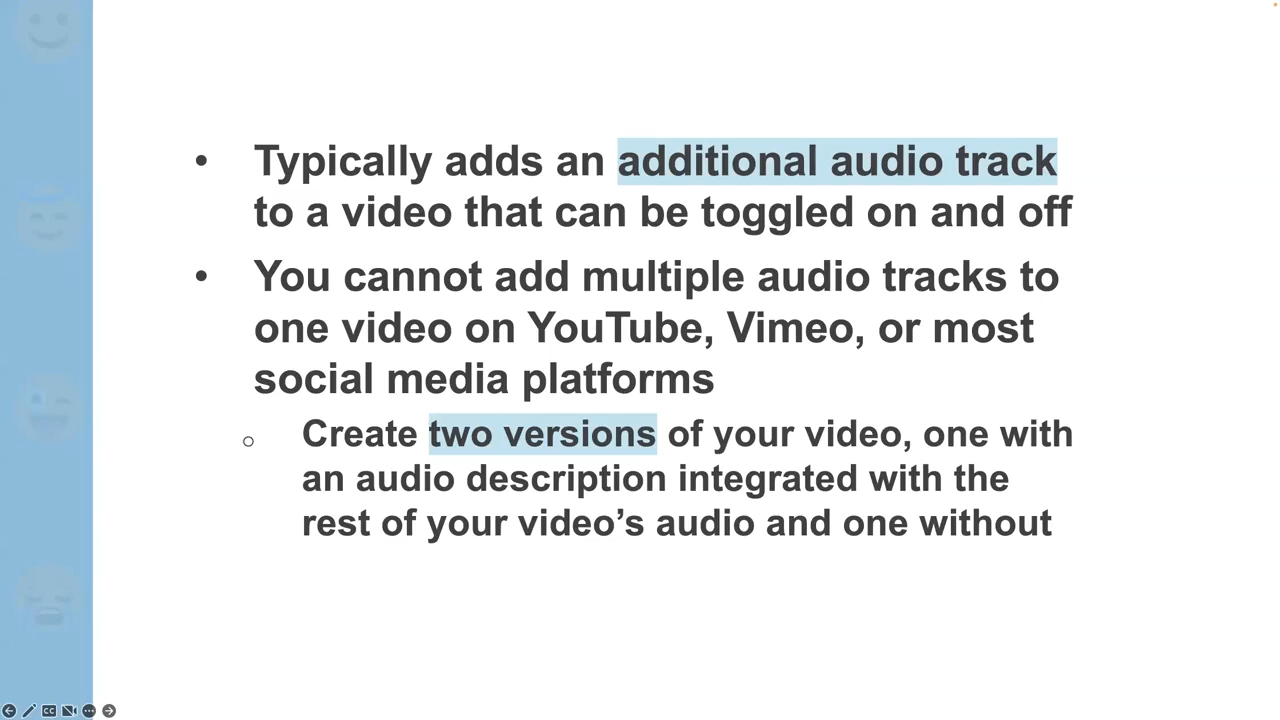 • Typically adds an additional audio track
to a video that can be toggled on and off
• You cannot add multiple audio tracks to
one video on YouTube, Vimeo, or most
social media platforms
○ Create two versions of your video, one with
an audio description integrated with the
rest of your video’s audio and one without
CC